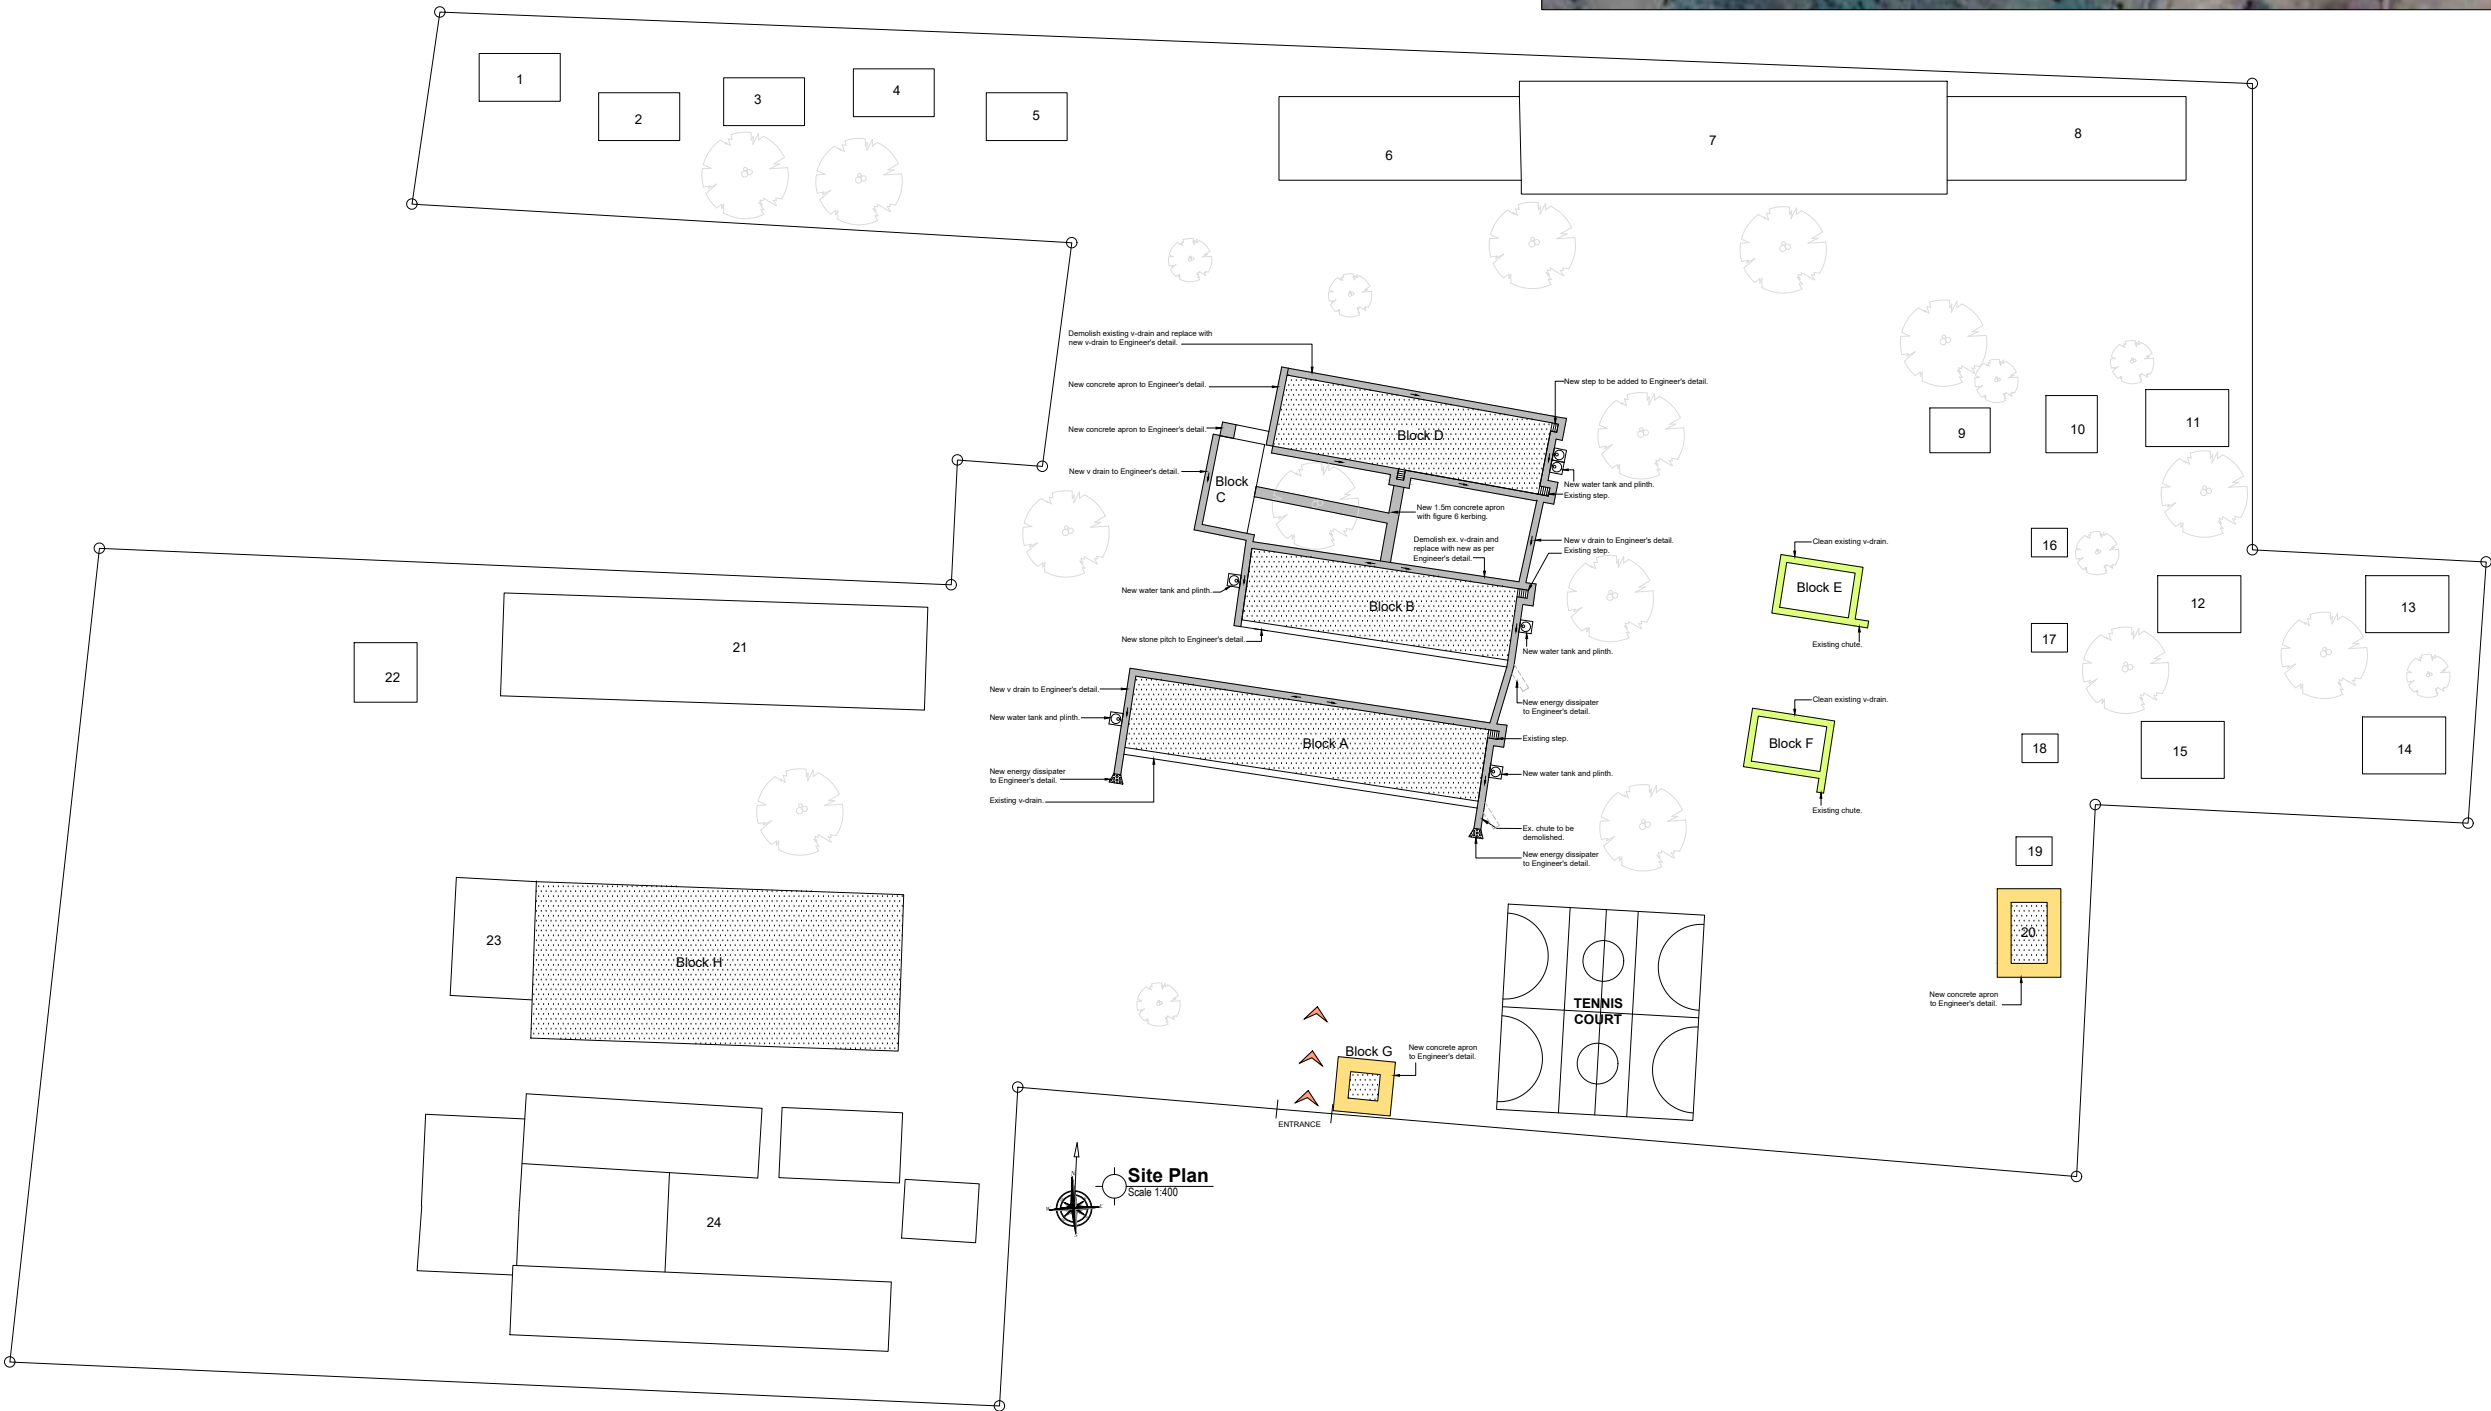 1
2
3
4
5
6
7
8
Demolish existing v-drain and replace with
new v-drain to Engineer's detail.
New concrete apron to Engineer's detail.
New step to be added to Engineer's detail.
New concrete apron to Engineer's detail.
Block D
9
10
11
New v drain to Engineer's detail.
Block
C
New water tank and plinth.
Existing step.
New 1.5m concrete apron
with figure 6 kerbing.
Demolish ex. v-drain and
replace with new as per
Engineer's detail.
New v drain to Engineer's detail.
Existing step.
Clean existing v-drain.
16
New water tank and plinth.
Block B
Block E
12
13
New stone pitch to Engineer's detail.
New water tank and plinth.
Existing chute.
17
21
22
New v drain to Engineer's detail.
New water tank and plinth.
New energy dissipater
to Engineer's detail.
Clean existing v-drain.
Block A
Existing step.
Block F
18
15
14
New energy dissipater
to Engineer's detail.
New water tank and plinth.
Existing v-drain.
Existing chute.
Ex. chute to be
demolished.
New energy dissipater
to Engineer's detail.
19
23
Block H
20
New concrete apron
to Engineer's detail.
TENNIS
COURT
Block G
New concrete apron
to Engineer's detail.
ENTRANCE
N
Site Plan
Scale 1:400
24